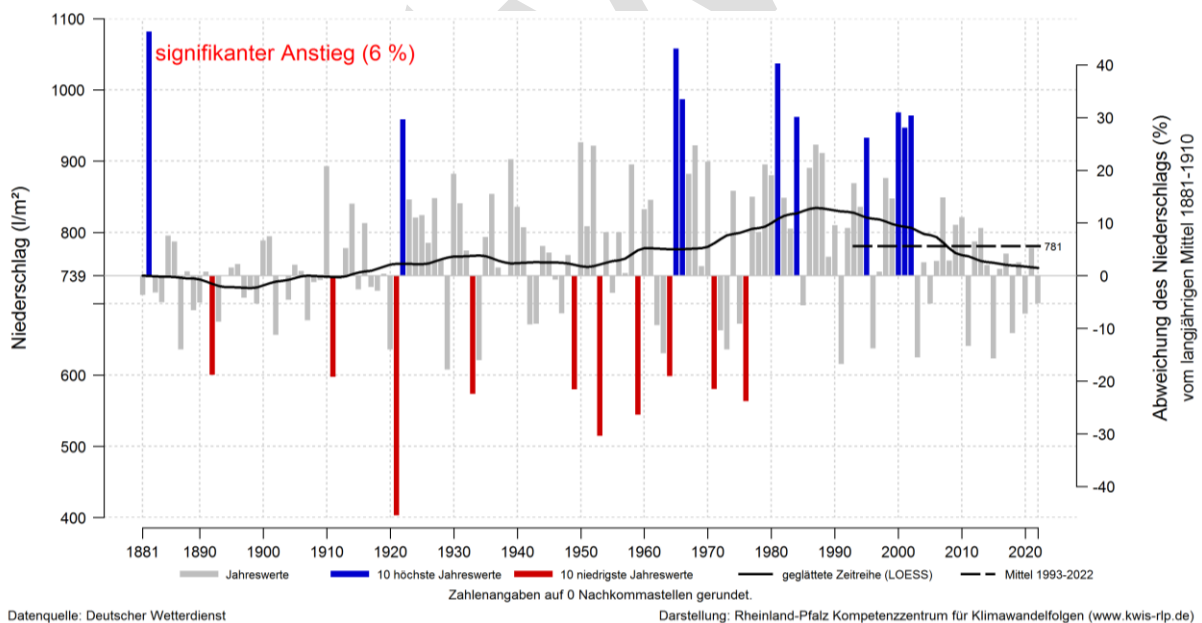 signifikanter Anstieg (6 %)
Niederschlag (l/m²)
1100
1000
900
800
739
600
500
400
40
30
20
10
0
-10
-20
-30
-40
Abweichung des Niederschlags (%)
vom langjährigen Mittel 1881-1910
781
1881 1890 1900 1910 1920 1930 1940 1950 1960 1970 1980 1990 2000 2010 2020
Jahreswerte 10 höchste Jahreswerte 10 niedrigste Jahreswerte geglättete Zeitreihe (LOESS) Mittel 1993-2022
Zahlenangaben auf 0 Nachkommastellen gerundet.
Datenquelle: Deutscher Wetterdienst Darstellung: Rheinland-Pfalz Kompetenzzentrum für Klimawandelfolgen (www.kwis-rlp.de)